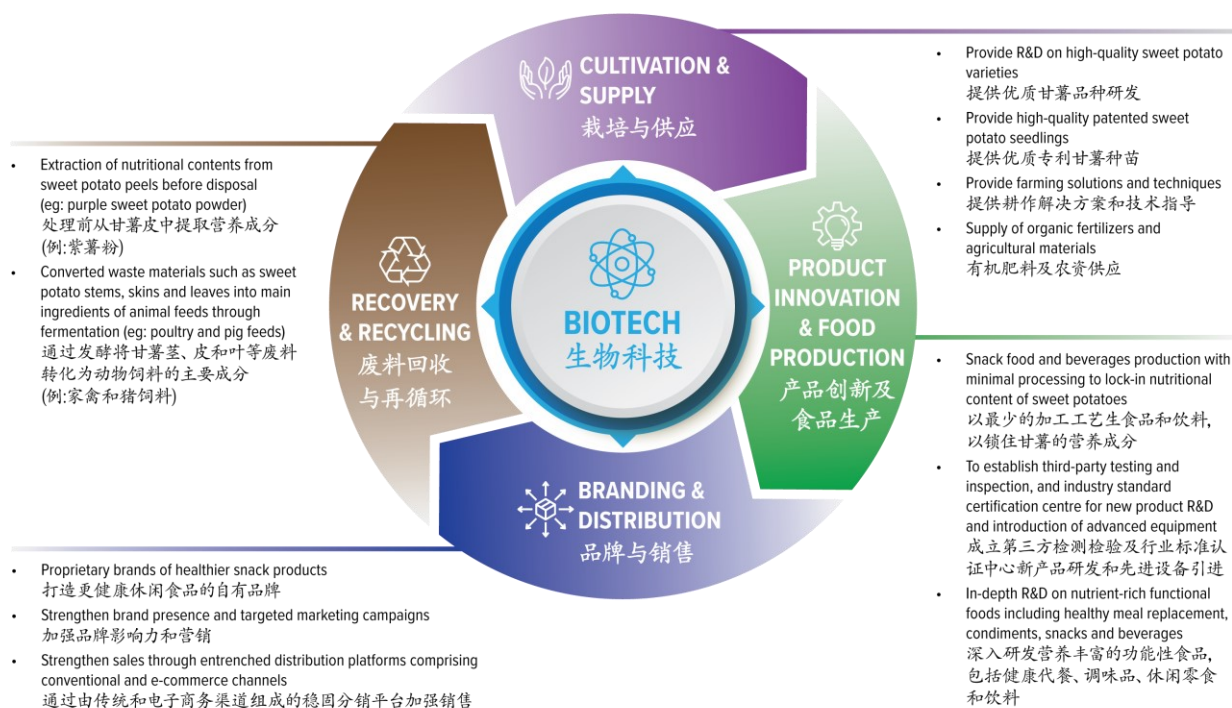 CULTIVATION &
SUPPLY
栽培与供应
• Provide R&D on high-quality sweet potato
varieties
提供优质甘薯品种研发
• Provide high-quality patented sweet
potato seedlings
提供优质专利甘薯种苗
• Provide farming solutions and techniques
提供耕作解决方案和技术指导
• Supply of organic fertilizers and
agricultural materials
有机肥料及农资供应
PRODUCT
INNOVATION
& FOOD
PRODUCTION
产品创新及
食品生产
• Snack food and beverages production with
minimal processing to lock-in nutritional
content of sweet potatoes
以最少的加工工艺生食品和饮料,
以锁住甘薯的营养成分
• To establish third-party testing and
inspection, and industry standard
certification centre for new product R&D
and introduction of advanced equipment
成立第三方检测检验及行业标准认
证中心新产品研发和先进设备引进
• In-depth R&D on nutrient-rich functional
foods including healthy meal replacement,
condiments, snacks and beverages
深入研发营养丰富的功能性食品,
包括健康代餐、调味品、休闲零食
和饮料
BRANDING &
DISTRIBUTION
品牌与销售
• Proprietary brands of healthier snack products
打造更健康休闲食品的自有品牌
• Strengthen brand presence and targeted marketing campaigns
加强品牌影响力和营销
• Strengthen sales through entrenched distribution platforms comprising
conventional and e-commerce channels
通过由传统和电子商务渠道组成的稳固分销平台加强销售
RECOVERY
& RECYCLING
废料回收
与再循环
• Extraction of nutritional contents from
sweet potato peels before disposal
(eg: purple sweet potato powder)
处理前从甘薯皮中提取营养成分
(例:紫薯粉)
• Converted waste materials such as sweet
potato stems, skins and leaves into main
ingredients of animal feeds through
fermentation (eg: poultry and pig feeds)
通过发酵将甘薯茎、皮和叶等废料
转化为动物饲料的主要成分
(例:家禽和猪饲料)
BIOTECH
生物科技